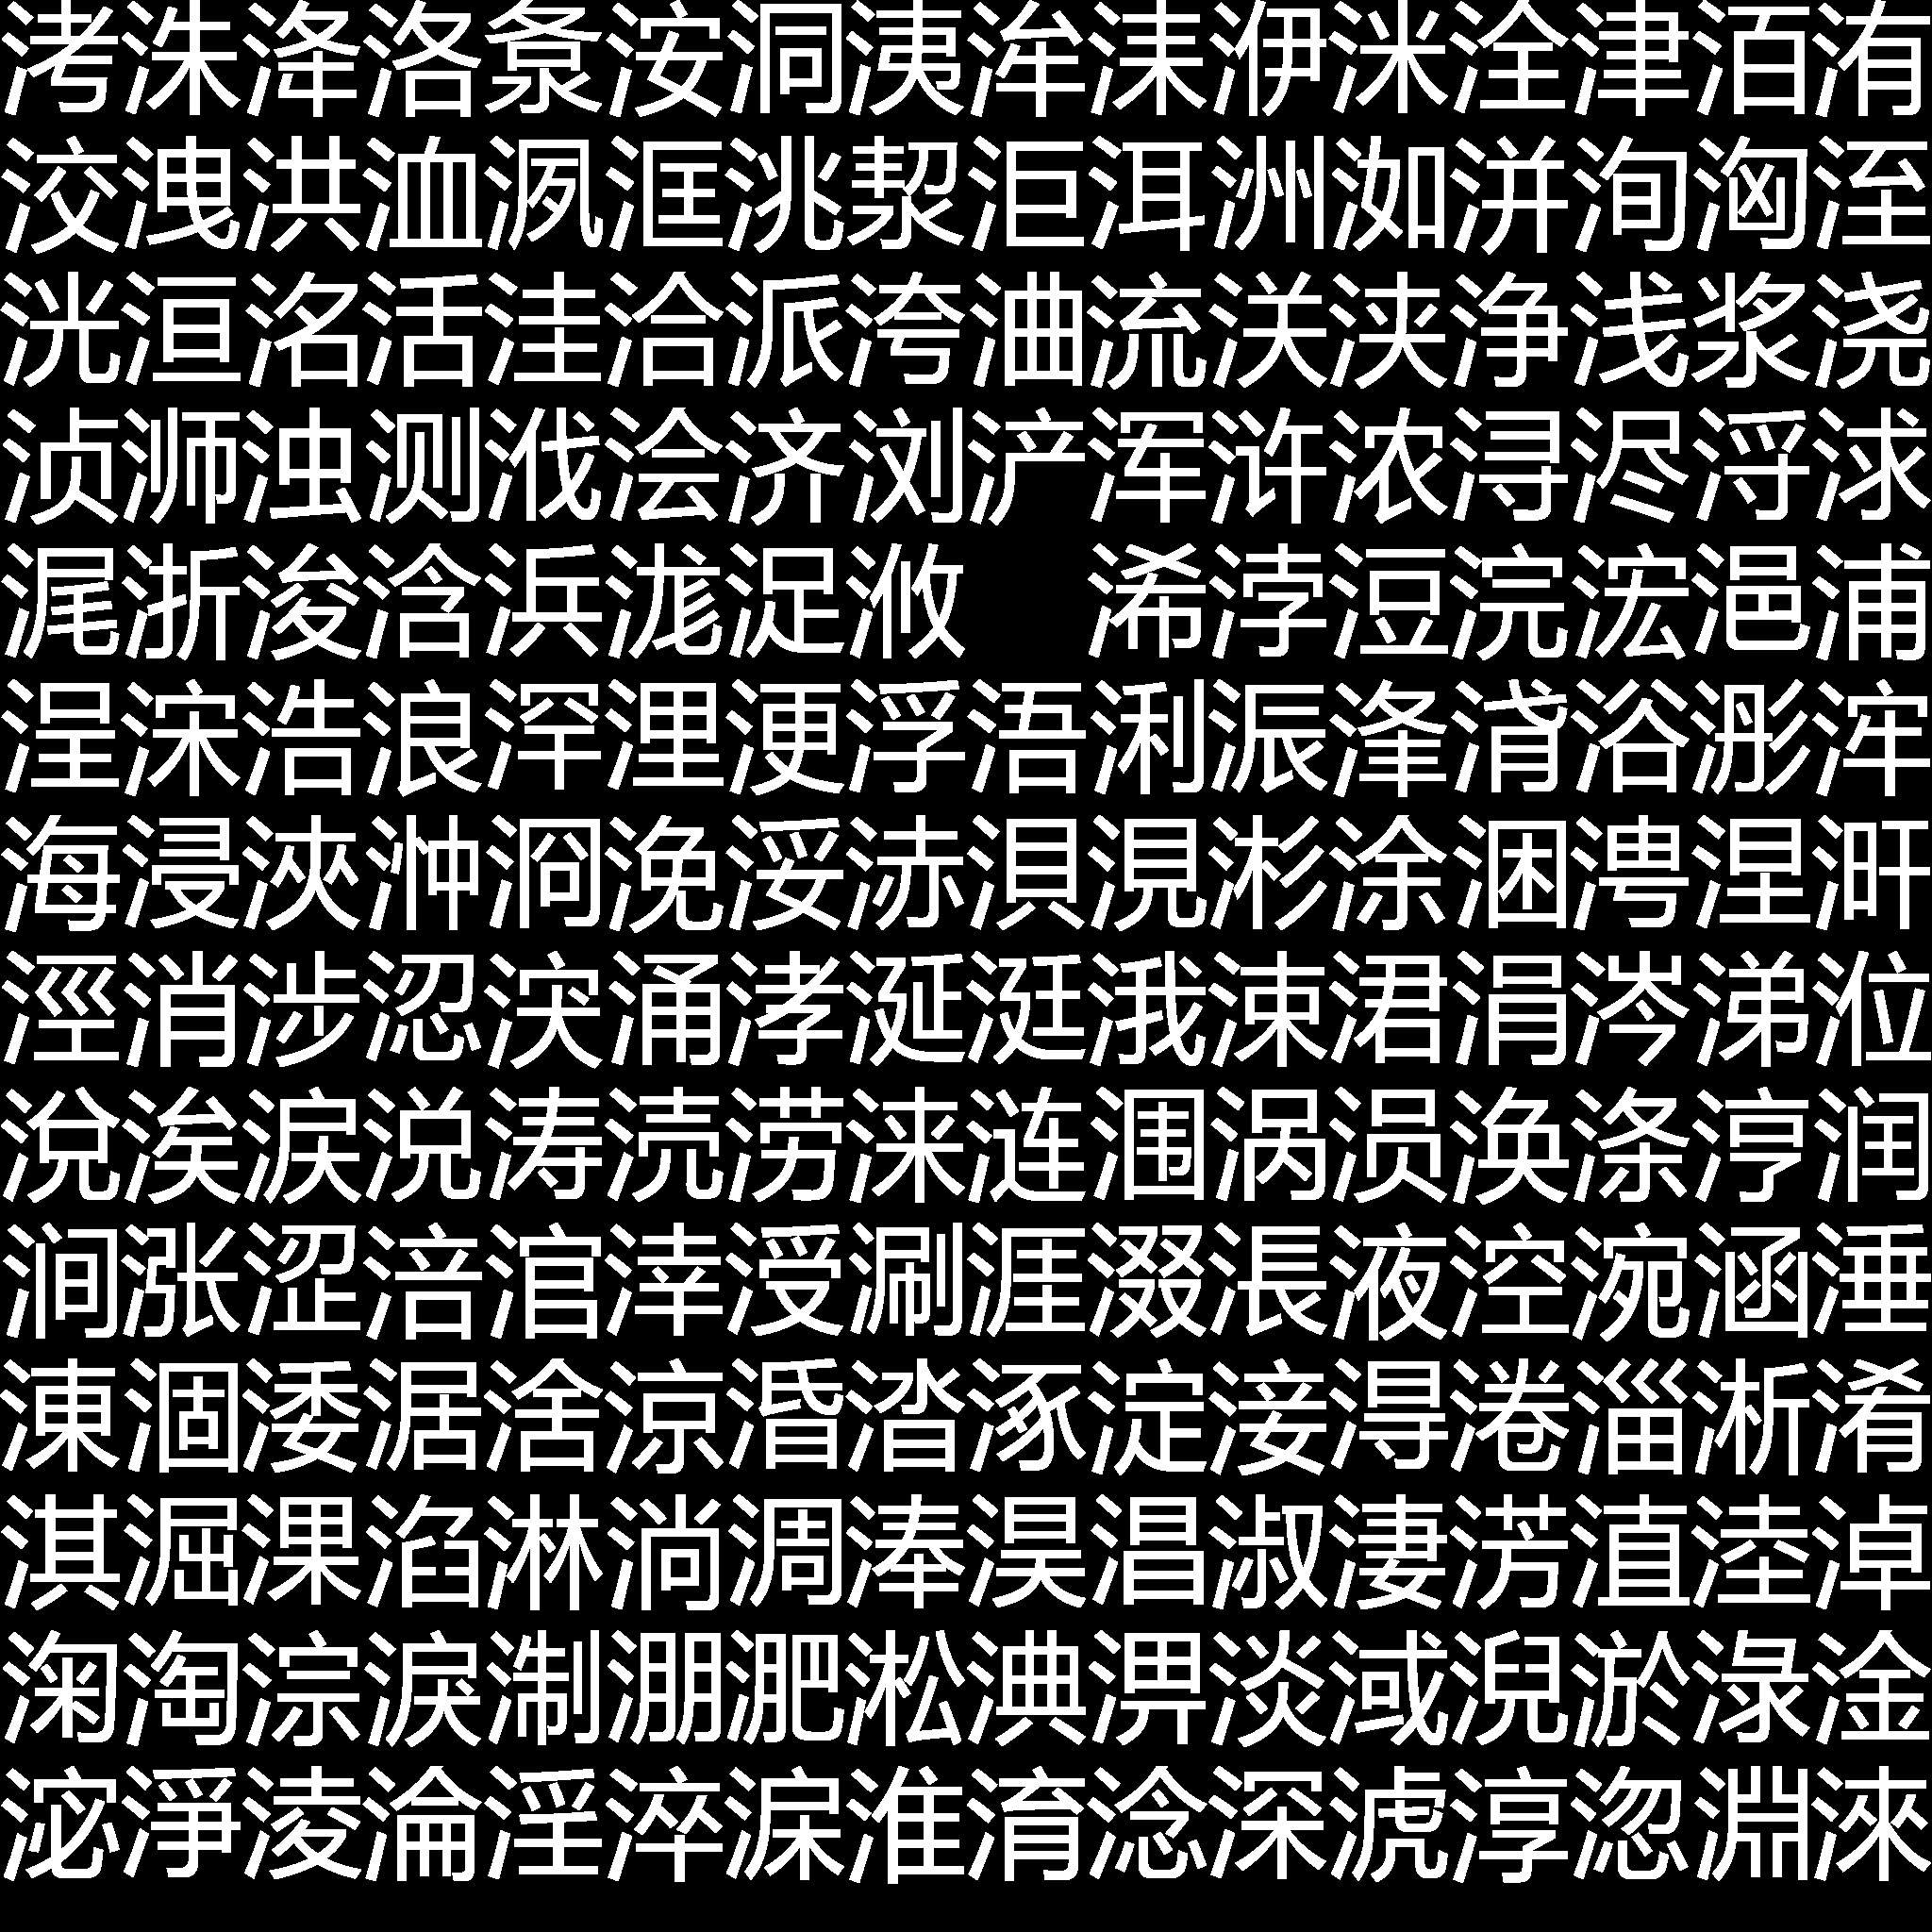 洘洙洚洛洜洝洞洟洠洡洢洣洤津洦洧
洨洩洪洫洬洭洮洯洰洱洲洳洴洵洶洷
洸洹洺活洼洽派洿浀流浂浃浄浅浆浇
浈浉浊测浌浍济浏浐浑浒浓浔浕浖浗
浘浙浚浛浜浝浞浟 浠浡浢浣浤浥浦
浧浨浩浪浫浬浭浮浯浰浱浲浳浴浵浶
海浸浹浺浻浼浽浾浿涀涁涂涃涄涅涆
涇消涉涊涋涌涍涎涏涐涑涒涓涔涕涖
涗涘涙涚涛涜涝涞涟涠涡涢涣涤涥润
涧涨涩涪涫涬涭涮涯涰涱液涳涴涵涶
涷涸涹涺涻涼涽涾涿淀淁淂淃淄淅淆
淇淈淉淊淋淌淍淎淏淐淑淒淓淔淕淖
淗淘淙淚淛淜淝淞淟淠淡淢淣淤淥淦
淧淨淩淪淫淬淭淮淯淰深淲淳淴淵淶